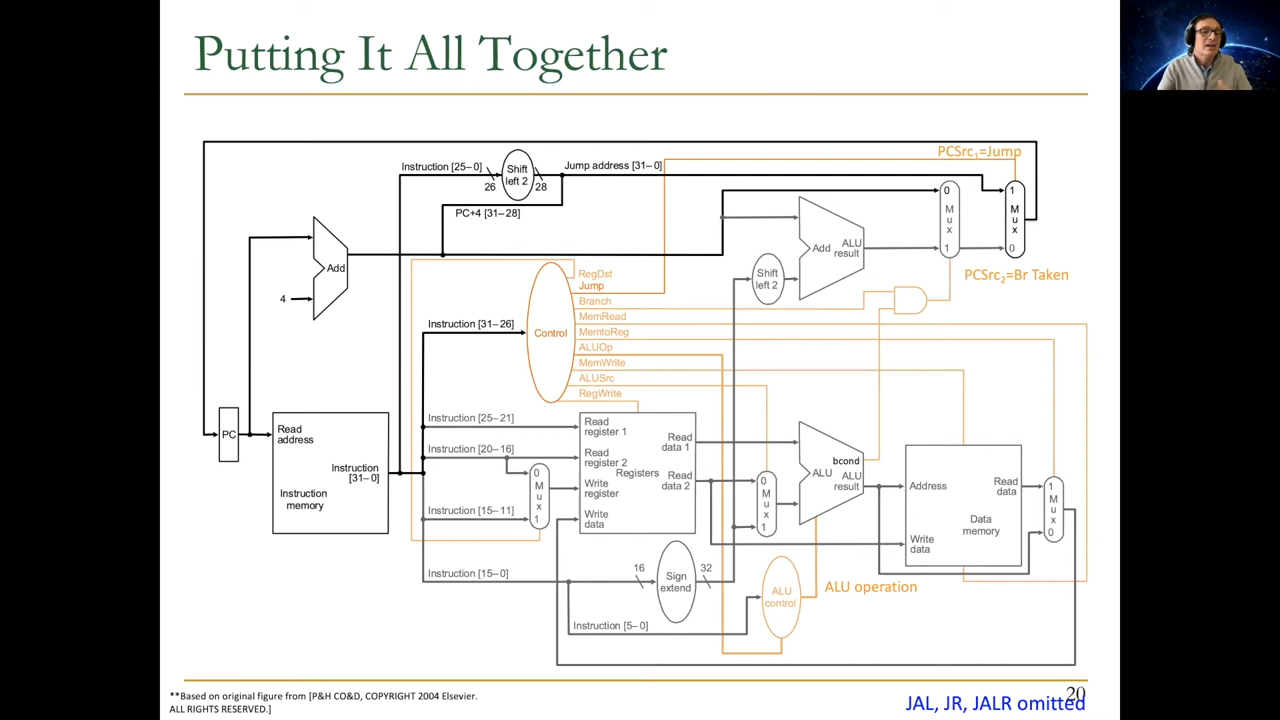 Putting It All Together
PCSrc1=Jump
Instruction [25–0]
Shift
left 2
Jump address [31–0]
26
28
PC+4 [31–28]
0
M
u
x
1
1
M
u
x
0
Add
ALU
result
Add
4
Shift
left 2
PCSrc2=Br Taken
RegDst
Jump
Branch
MemRead
MemtoReg
ALUOp
MemWrite
ALUSrc
RegWrite
Control
Instruction [31–26]
PC
Read
address
Instruction
[31–0]
Instruction
memory
Instruction [25–21]
Instruction [20–16]
Instruction [15–11]
Instruction [15–0]
0
M
u
x
1
Read
register 1
Read
register 2
Write
register
Write
data
Registers
Read
data 1
Read
data 2
0
M
u
x
1
bcond
ALU
ALU
result
Address
Read
data
Data
memory
Write
data
1
M
u
x
0
16
Sign
extend
32
ALU
control
ALU operation
Instruction [5–0]
**Based on original figure from [P&H CO&D, COPYRIGHT 2004 Elsevier.
ALL RIGHTS RESERVED.]
20
JAL, JR, JALR omitted